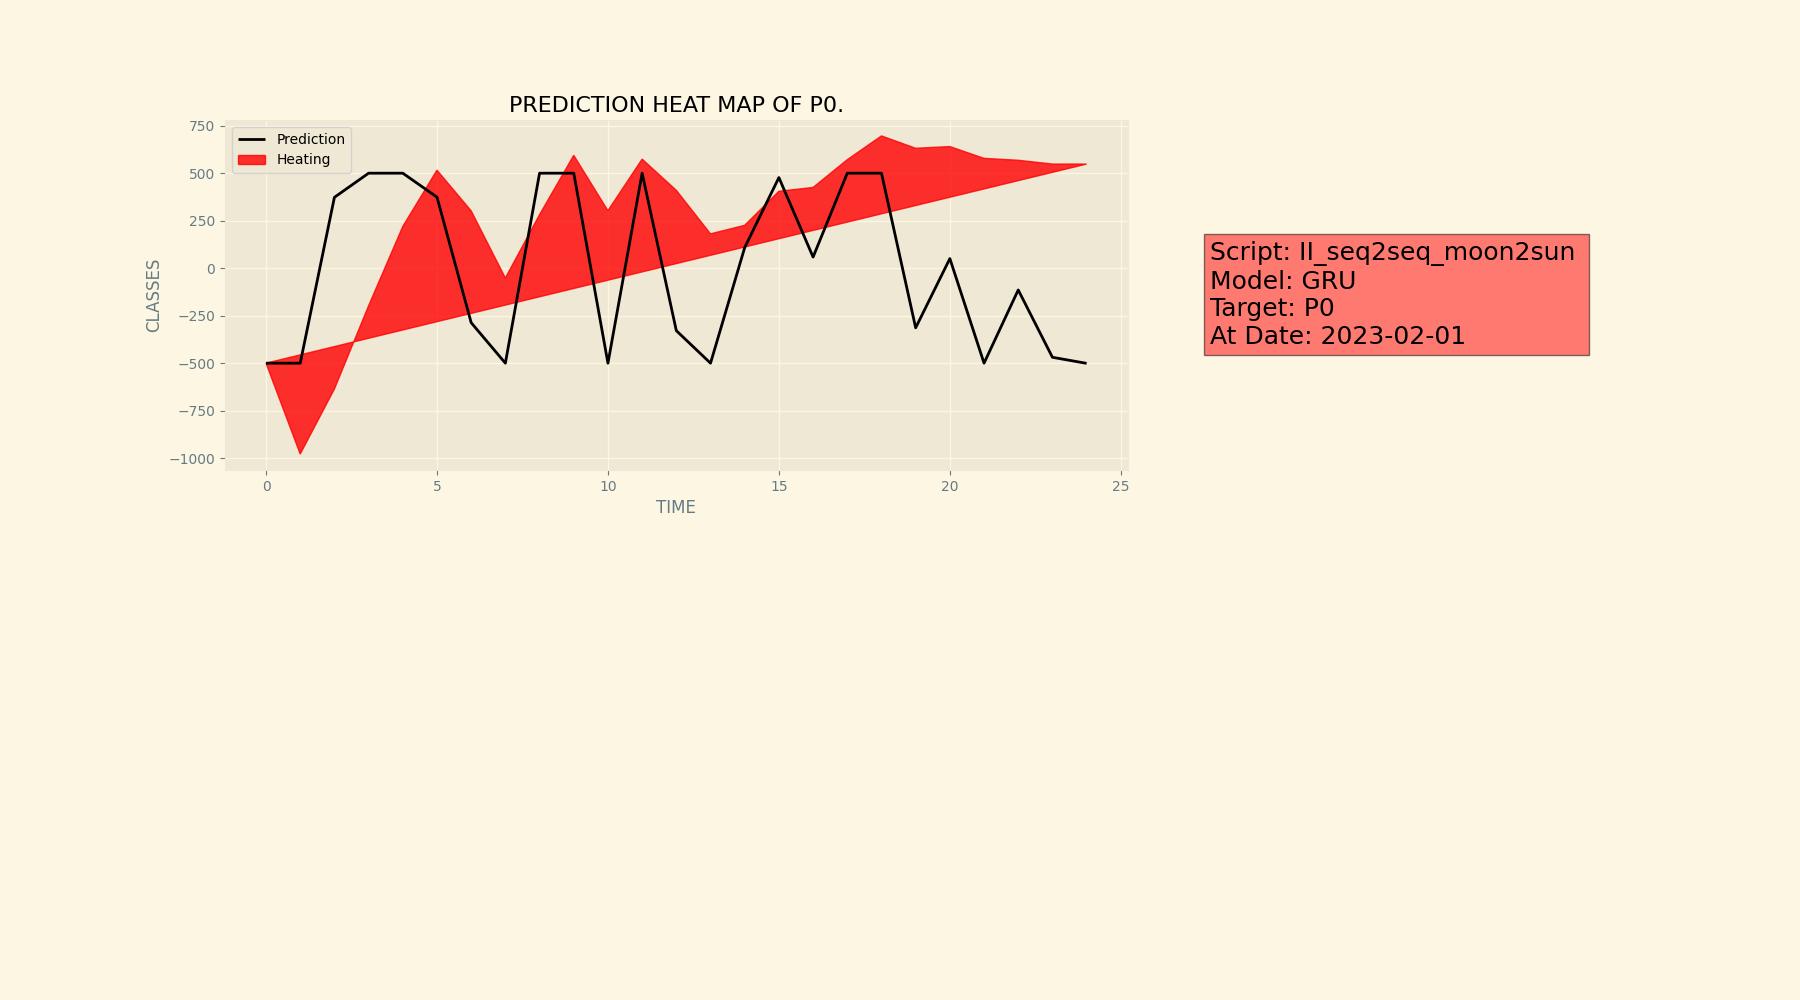 PREDICTION HEAT MAP OF P0.
750
500
250
0
−250
−500
−750
−1000
CLASSES
Prediction
Heating
0 5 10 15 20 25
TIME
Script: II_seq2seq_moon2sun
Model: GRU
Target: P0
At Date: 2023-02-01